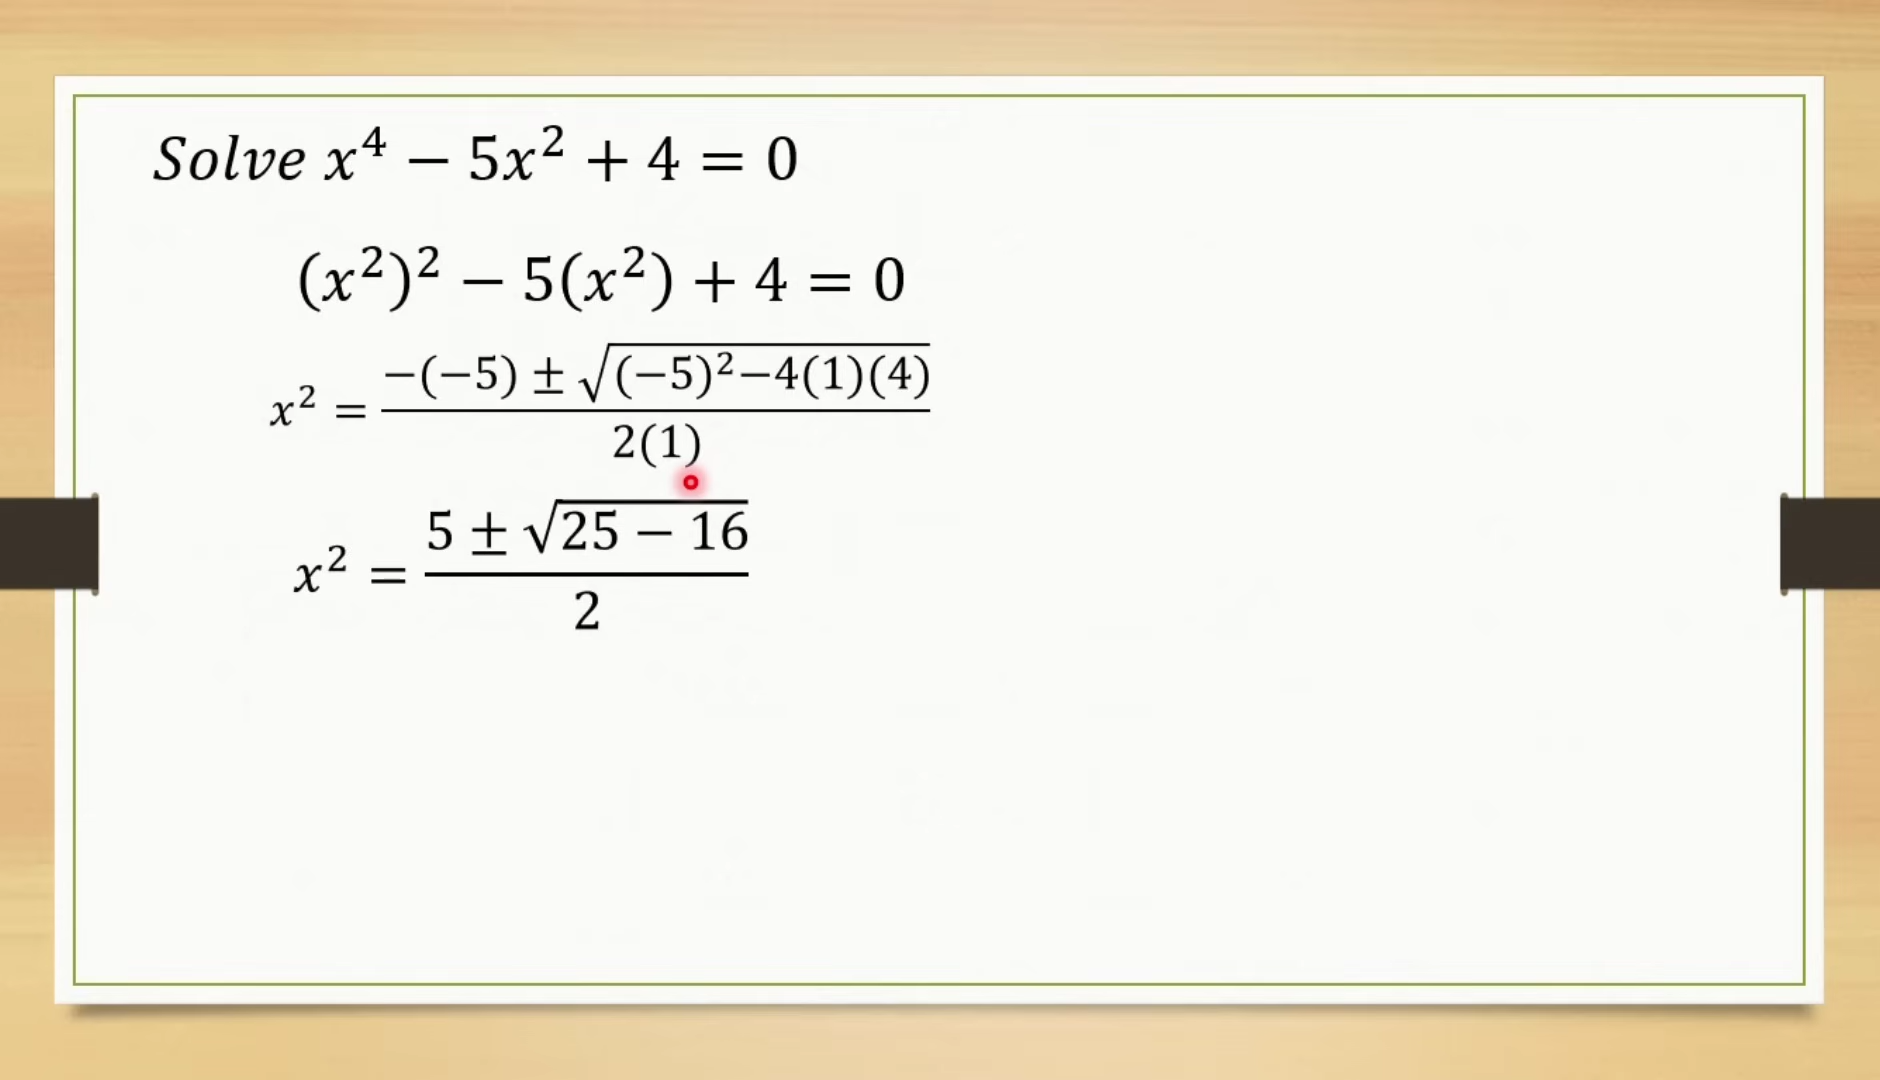 Solve x⁴ − 5x² + 4 = 0
(x²)² − 5(x²) + 4 = 0
x² = (−(−5) ± √((−5)²−4(1)(4))) / 2(1)
x² = (5 ± √(25 − 16)) / 2